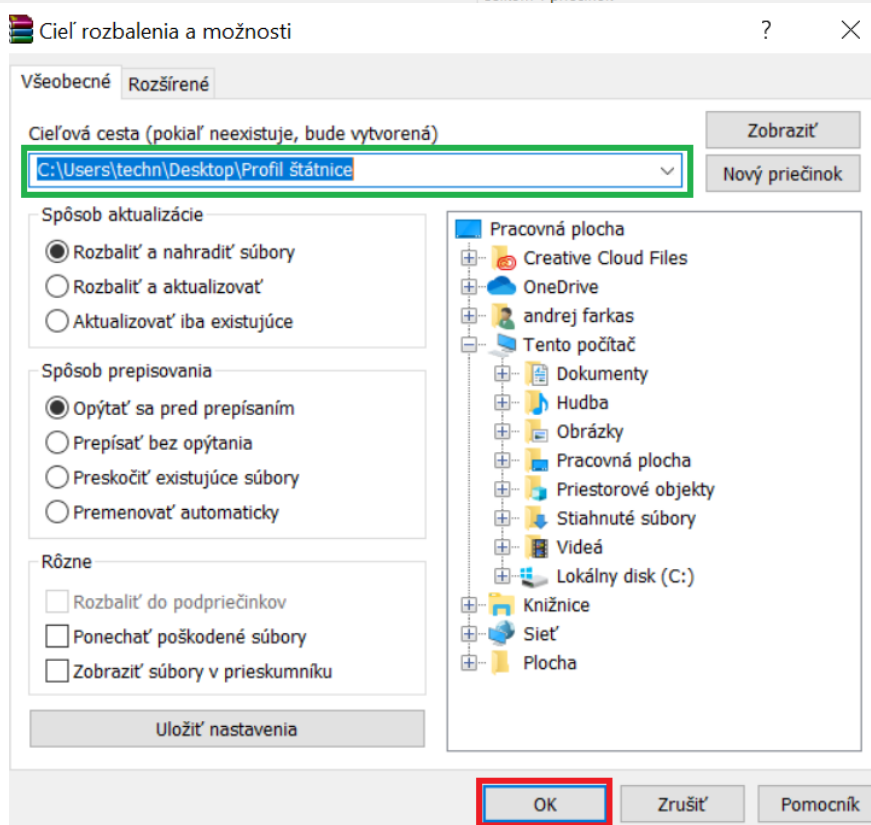 Cieľ rozbalenia a možnosti
Všeobecné
Rozšírené
Cieľová cesta (pokiaľ neexistuje, bude vytvorená)
C:\Users\techn\Desktop\Profil štátnice
Zobraziť
Nový priečinok
Spôsob aktualizácie
Rozbaliť a nahradiť súbory
Rozbaliť a aktualizovať
Aktualizovať iba existujúce
Spôsob prepisovania
Opýtať sa pred prepísaním
Prepísať bez opýtania
Preskočiť existujúce súbory
Premenovať automaticky
Rôzne
Rozbaliť do podpriečinkov
Ponechať poškodené súbory
Zobraziť súbory v prieskumníku
Uložiť nastavenia
Pracovná plocha
Creative Cloud Files
OneDrive
andrej farkas
Tento počítač
Dokumenty
Hudba
Obrázky
Pracovná plocha
Priestorové objekty
Stiahnuté súbory
Videá
Lokálny disk (C:)
Knižnice
Sieť
Plocha
OK
Zrušiť
Pomocník